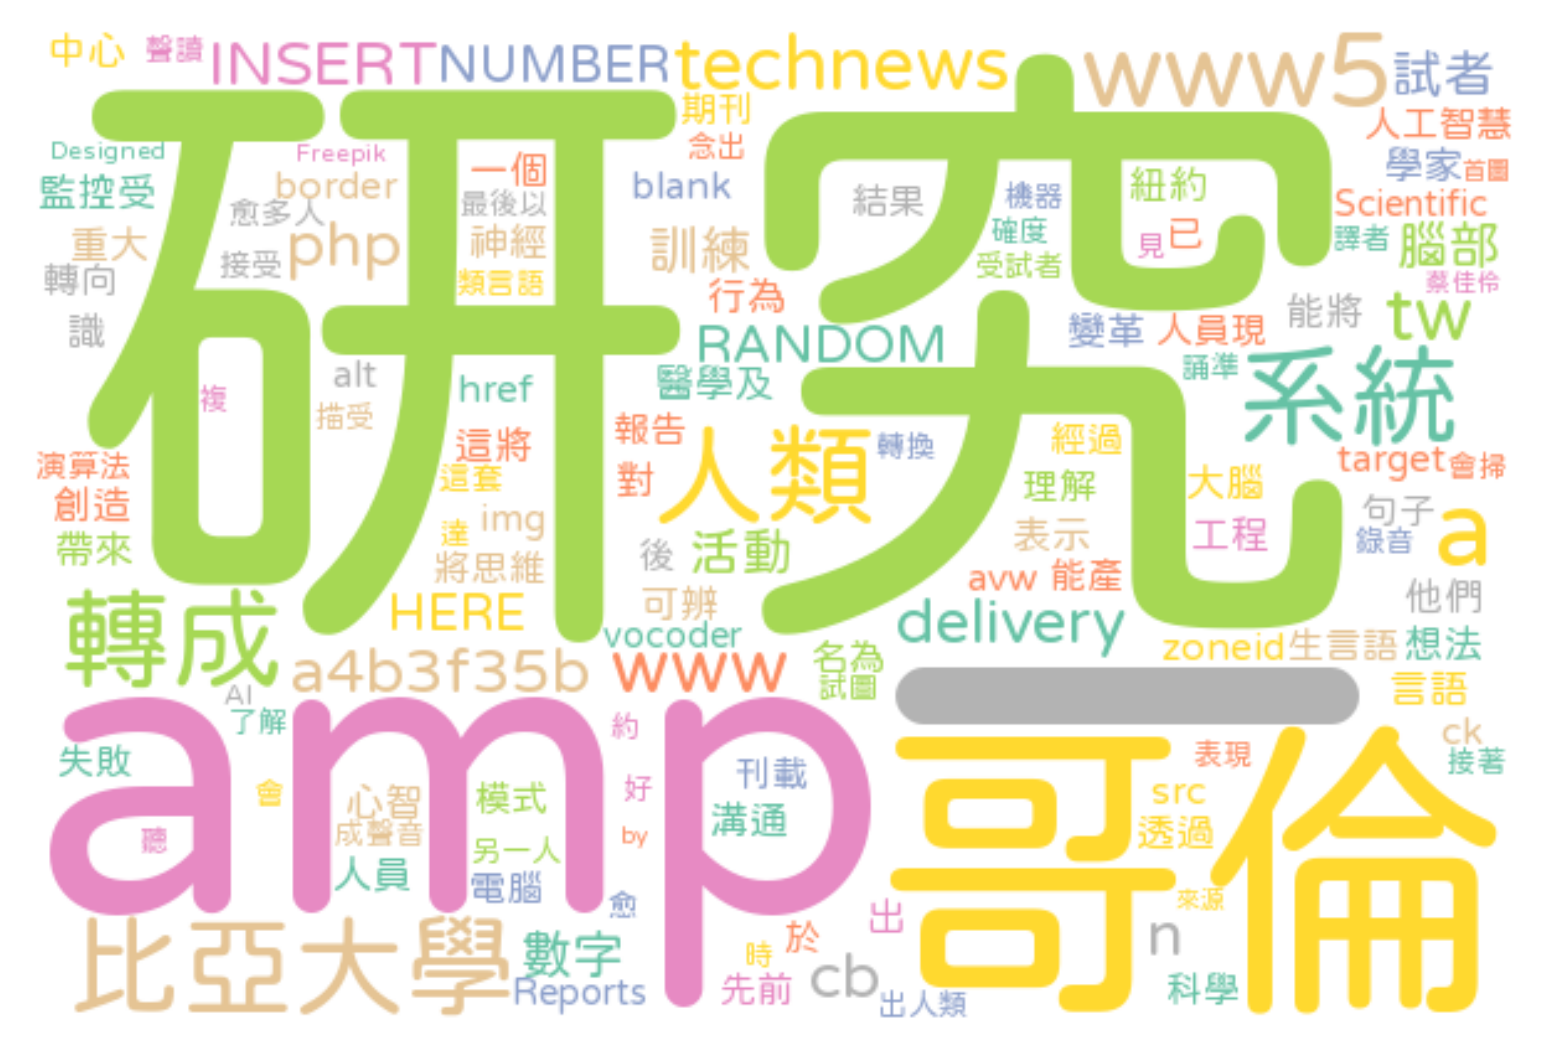 中心
聲讀
INSERT
NUMBER
technews
www5
試者
研究
期刊
念出
人工智慧
Designed
Freepik
一個
學家
首圖
監控受
border
愈多人
最後以
blank
結果
機器
紐約
Scientific
重大
php
神經
訓練
確度
見
已
譯者
腦部
轉向
接受
類言語
行為
受試者
蔡佳伶
識
RANDOM
變革
人員現
能將
tw
alt
href
醫學及
誦準
系統
複
描受
這將
報告
人類
轉換
經過
演算法
這套
對
理解
大腦
target
會掃
創造
達
img
表示
工程
句子
a
帶來
將思維
後
活動
錄音
轉成
HERE
可辨
avw
能產
他們
vocoder
delivery
zoneid
生言語
想法
a4b3f35b
www
名為
試圖
一
言語
AI
了解
amp
約
哥倫
ck
失敗
刊載
表現
接著
會
心智
模式
好
src
聽
成聲音
溝通
透過
by
人員
另一人
電腦
愈
來源
比亞大學
數字
出
於
n
時
Reports
先前
cb
出人類
科學